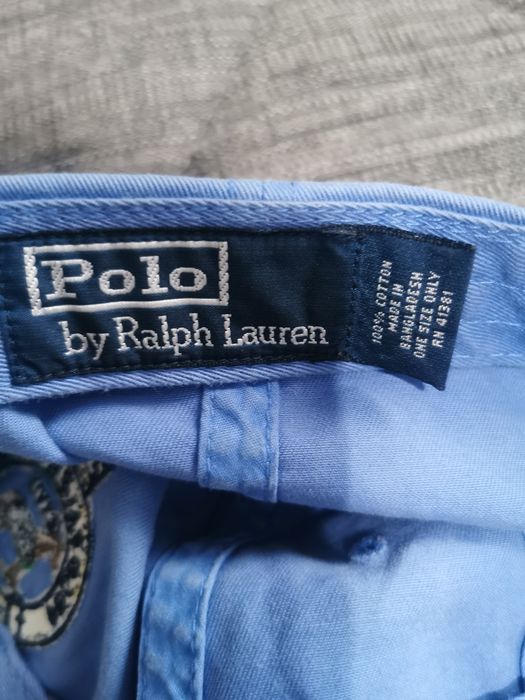 Polo
by Ralph Lauren
100% COTTON
MADE IN
BANGLADESH
ONE SIZE ONLY
RN 41381